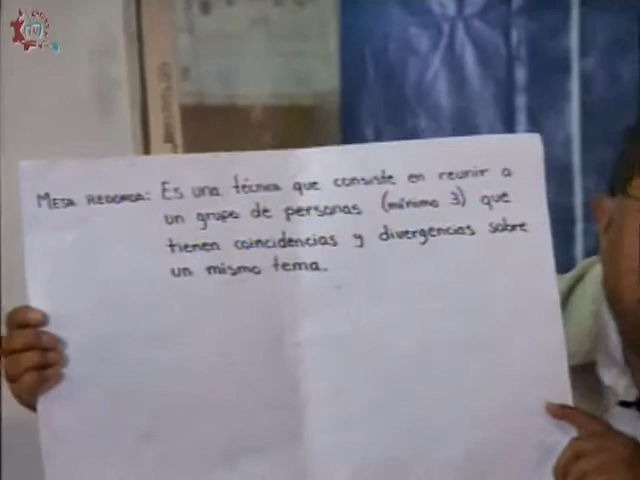 MESA REDONDA: Es una técnica que consiste en reunir a
un grupo de personas (mínimo 3) que
tienen coincidencias y divergencias sobre
un mismo tema.